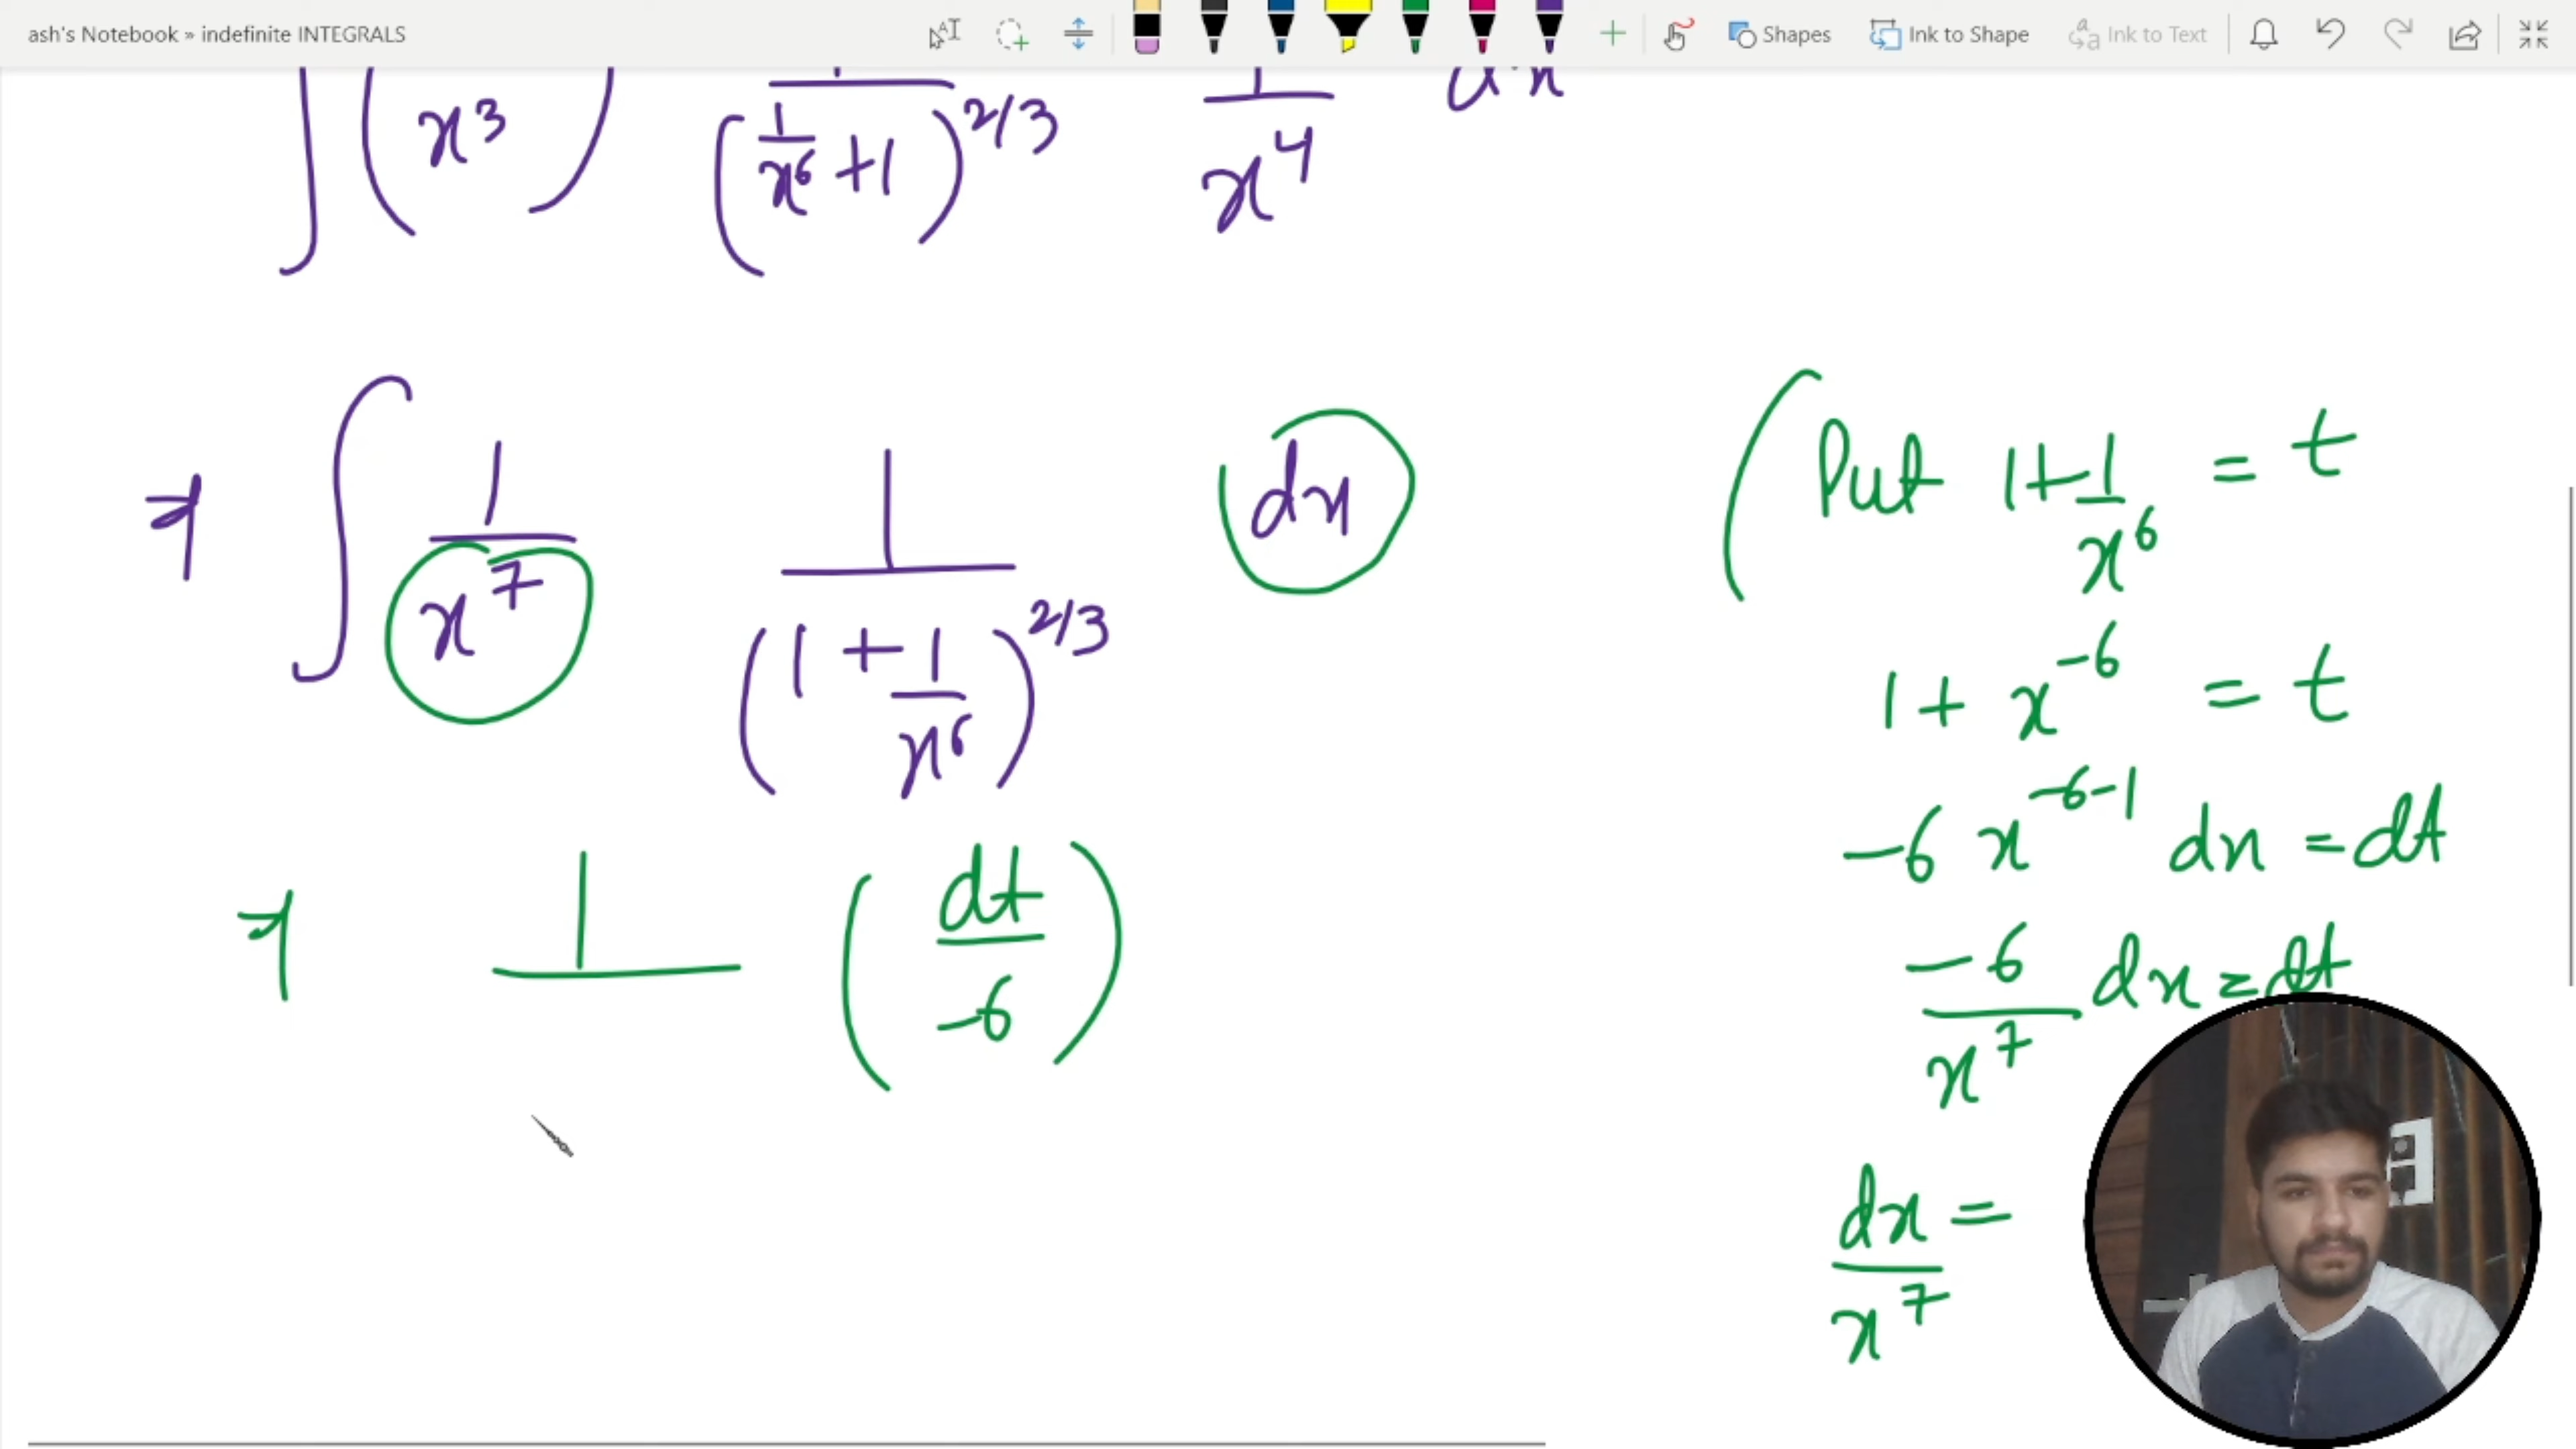 ash's Notebook » indefinite INTEGRALS
Shapes
Ink to Shape
Ink to Text
∫ ( x³ ) 1/(1/x⁶ + 1)^2/3 1/x⁴ dx
⇒ ∫ 1/x⁷ 1/(1 + 1/x⁶)^2/3 dx
⇒ 1/ (dt/-6)
( Put 1 + 1/x⁶ = t
1 + x⁻⁶ = t
-6 x^-6-1 dx = dt
-6/x⁷ dx = dt
dx/x⁷ =